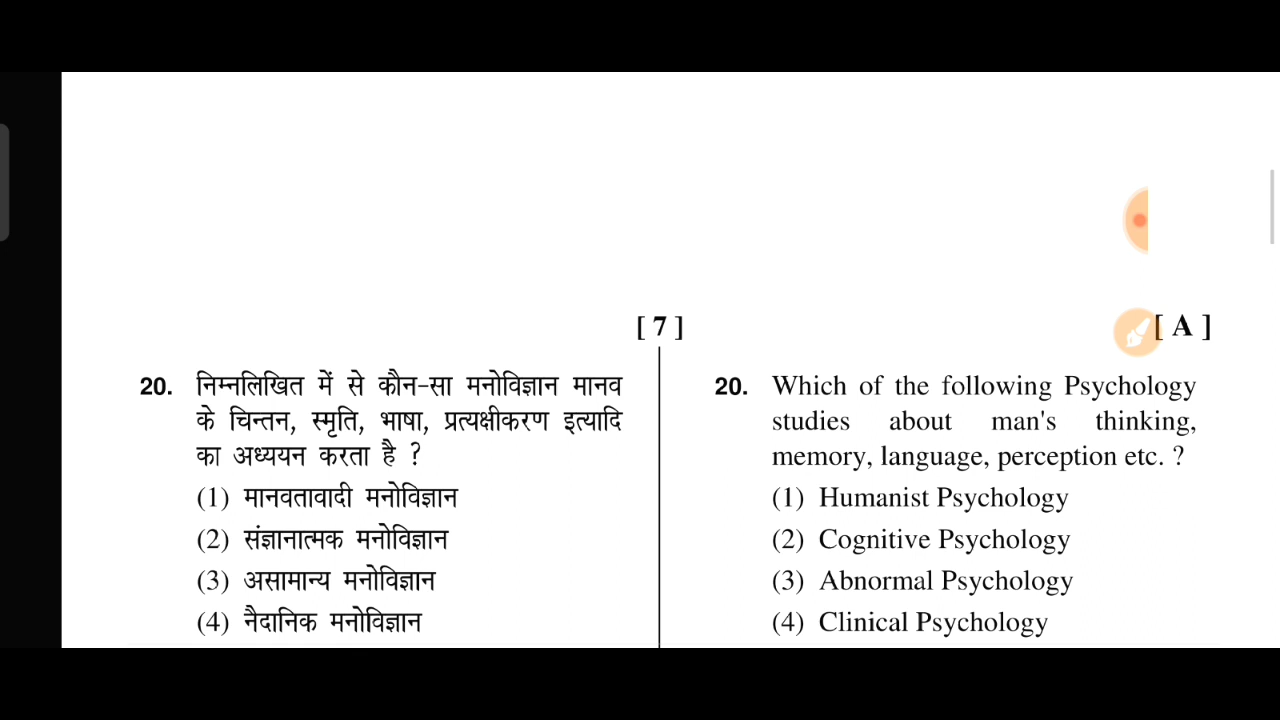 [ 7 ]
[ A ]
20. निम्नलिखित में से कौन-सा मनोविज्ञान मानव
के चिन्तन, स्मृति, भाषा, प्रत्यक्षीकरण इत्यादि
का अध्ययन करता है ?
(1) मानवतावादी मनोविज्ञान
(2) संज्ञानात्मक मनोविज्ञान
(3) असामान्य मनोविज्ञान
(4) नैदानिक मनोविज्ञान
20. Which of the following Psychology
studies about man's thinking,
memory, language, perception etc. ?
(1) Humanist Psychology
(2) Cognitive Psychology
(3) Abnormal Psychology
(4) Clinical Psychology